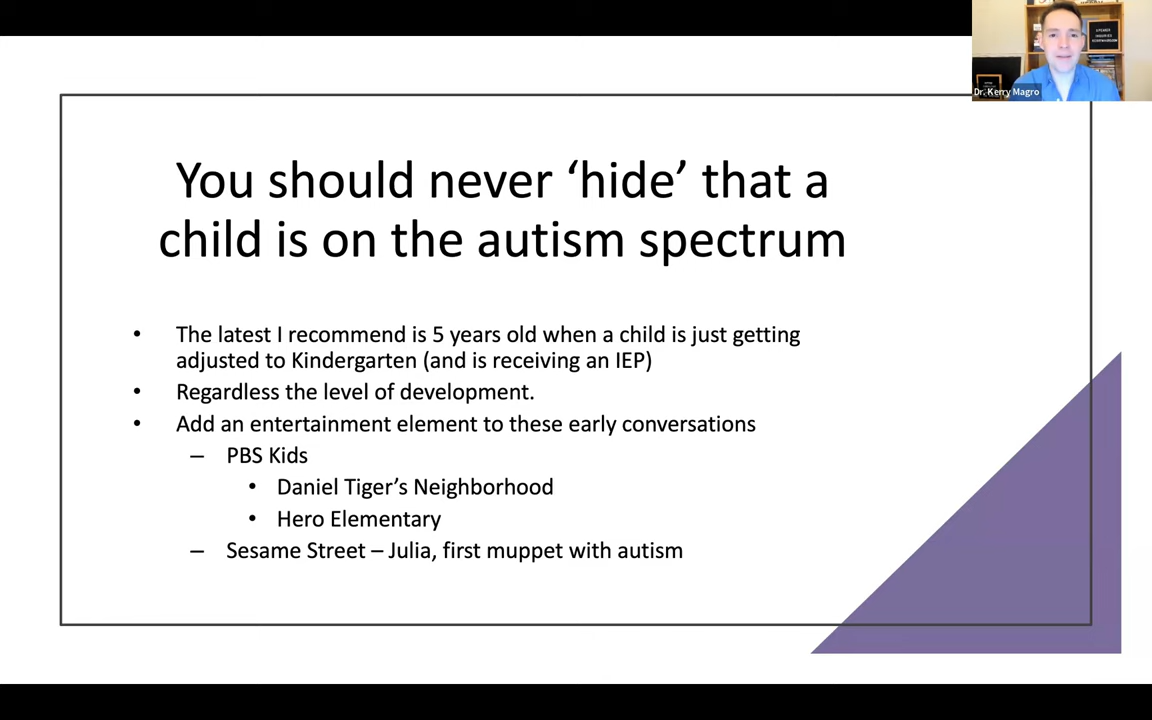 You should never ‘hide’ that a
child is on the autism spectrum
• The latest I recommend is 5 years old when a child is just getting
adjusted to Kindergarten (and is receiving an IEP)
• Regardless the level of development.
• Add an entertainment element to these early conversations
– PBS Kids
• Daniel Tiger’s Neighborhood
• Hero Elementary
– Sesame Street – Julia, first muppet with autism
Dr. Kerry Magro